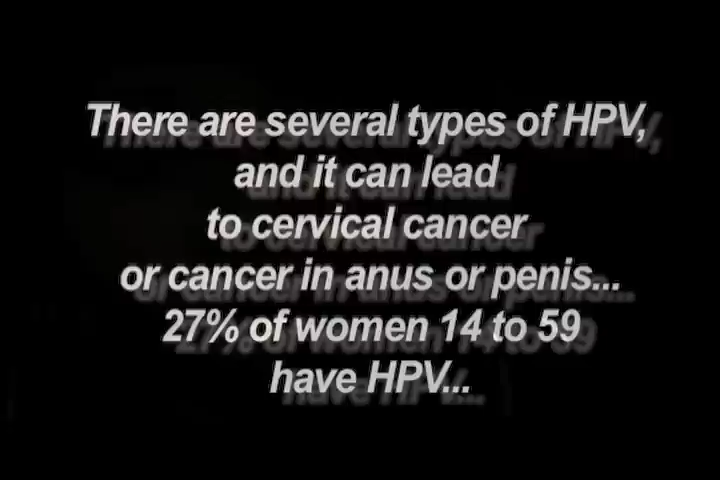 There are several types of HPV,
and it can lead
to cervical cancer
or cancer in anus or penis...
27% of women 14 to 59
have HPV...